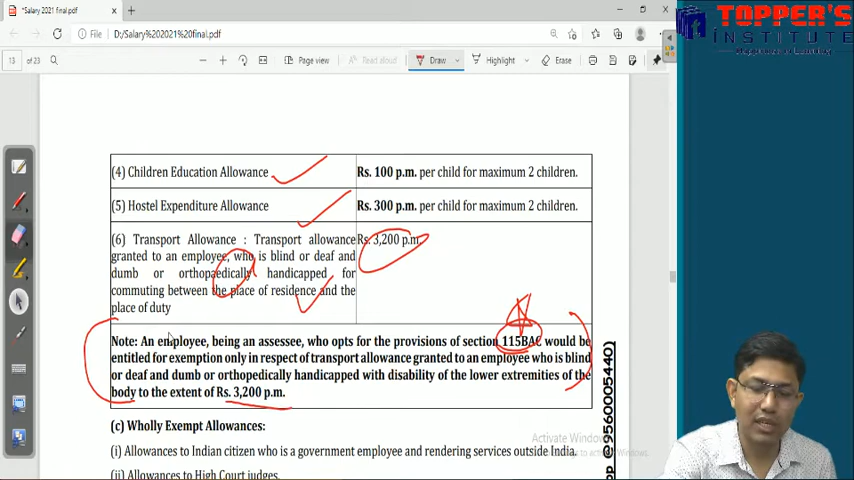 *Salary 2021 final.pdf
File
D:/Salary%202021%20final.pdf
13 of 23
Page view
Read aloud
Draw
Highlight
Erase
TOPPER'S
INSTITUTE
(4) Children Education Allowance
Rs. 100 p.m. per child for maximum 2 children.
(5) Hostel Expenditure Allowance
Rs. 300 p.m. per child for maximum 2 children.
(6) Transport Allowance : Transport allowance
Rs. 3,200 p.m.
granted to an employee, who is blind or deaf and
dumb or orthopaedically handicapped for
commuting between the place of residence and the
place of duty
Note: An employee, being an assessee, who opts for the provisions of section 115BAC would be
entitled for exemption only in respect of transport allowance granted to an employee who is blind
or deaf and dumb or orthopedically handicapped with disability of the lower extremities of the
body to the extent of Rs. 3,200 p.m.
(c) Wholly Exempt Allowances:
(i) Allowances to Indian citizen who is a government employee and rendering services outside India.
(ii) Allowances to High Court judges.
Activate Windows
pp @9560005440)